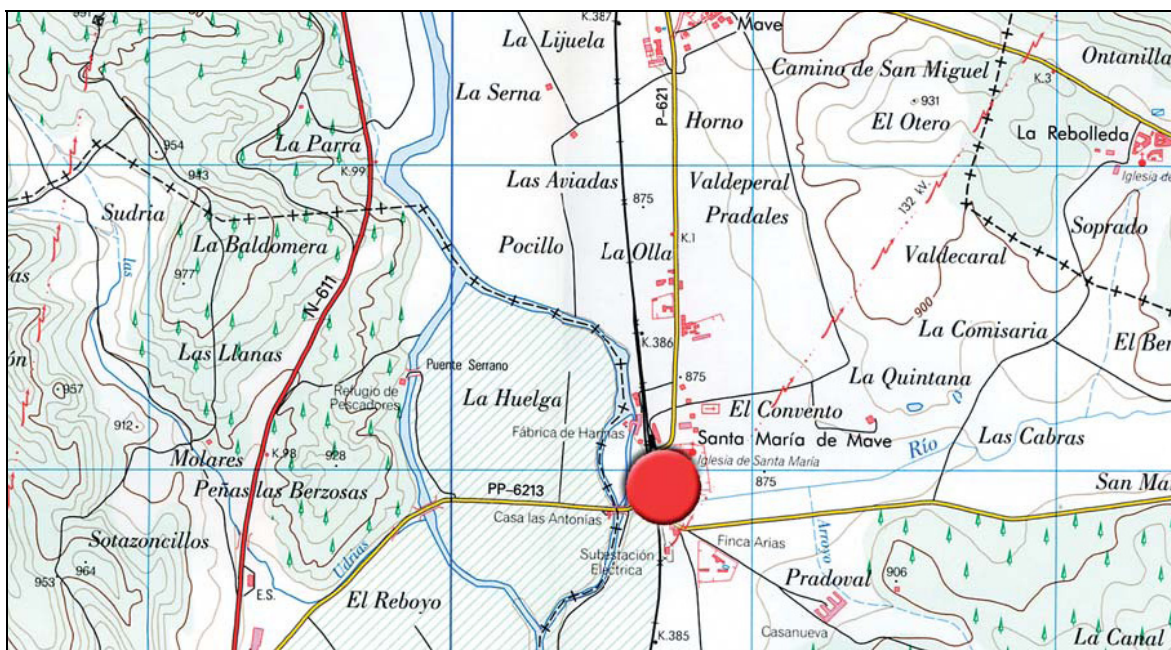 991
K.387
Mave
La Lijuela
Camino de San Miguel
K.3
Ontanilla
La Serna
P-621
Horno
931
El Otero
La Rebolleda
954
La Parra
943
K.99
Las Aviadas
Valdeperal
132 kv.
Iglesia de
875
Pradales
Sudria
Soprado
La Baldomera
Pocillo
La Olla
K.1
Valdecaral
las
977
N-611
900
La Comisaria
K.386
El Ber
Las Llanas
Puente Serrano
875
La Quintana
957
Refugio de
Pescadores
La Huelga
El Convento
912
Fábrica de Harinas
Santa María de Mave
Río
Las Cabras
Molares
K.98
928
Iglesia de Santa María
875
Peñas las Berzosas
PP-6213
San Má
Casa las Antonías
Sotazoncillos
Udrias
Subestación
Eléctrica
Finca Arias
Arroyo
953
964
Pradoval
906
E.S.
El Reboyo
Casanueva
K.385
La Canal